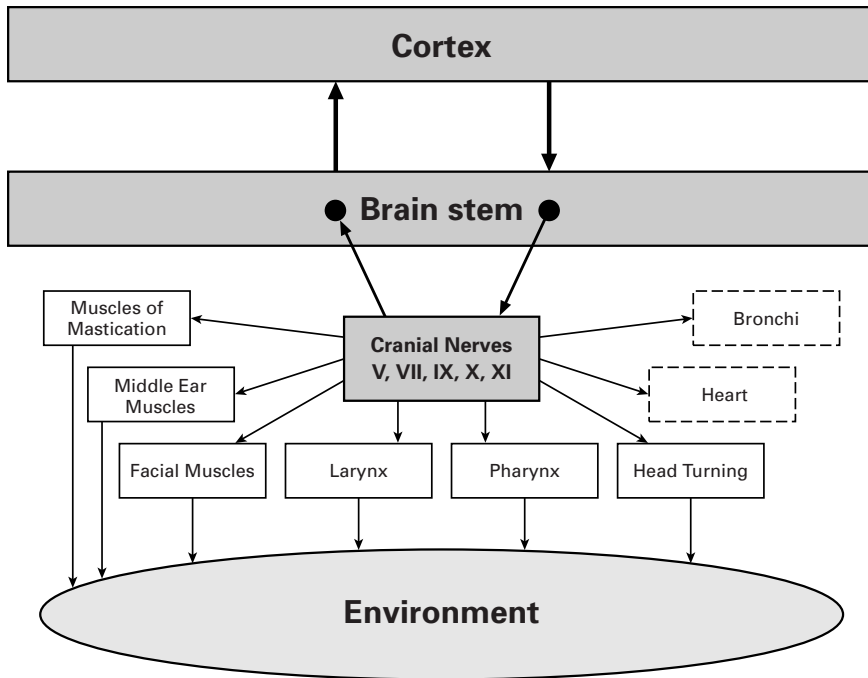 Cortex
Brain stem
Muscles of
Mastication
Cranial Nerves
V, VII, IX, X, XI
Bronchi
Middle Ear
Muscles
Heart
Facial Muscles
Larynx
Pharynx
Head Turning
Environment